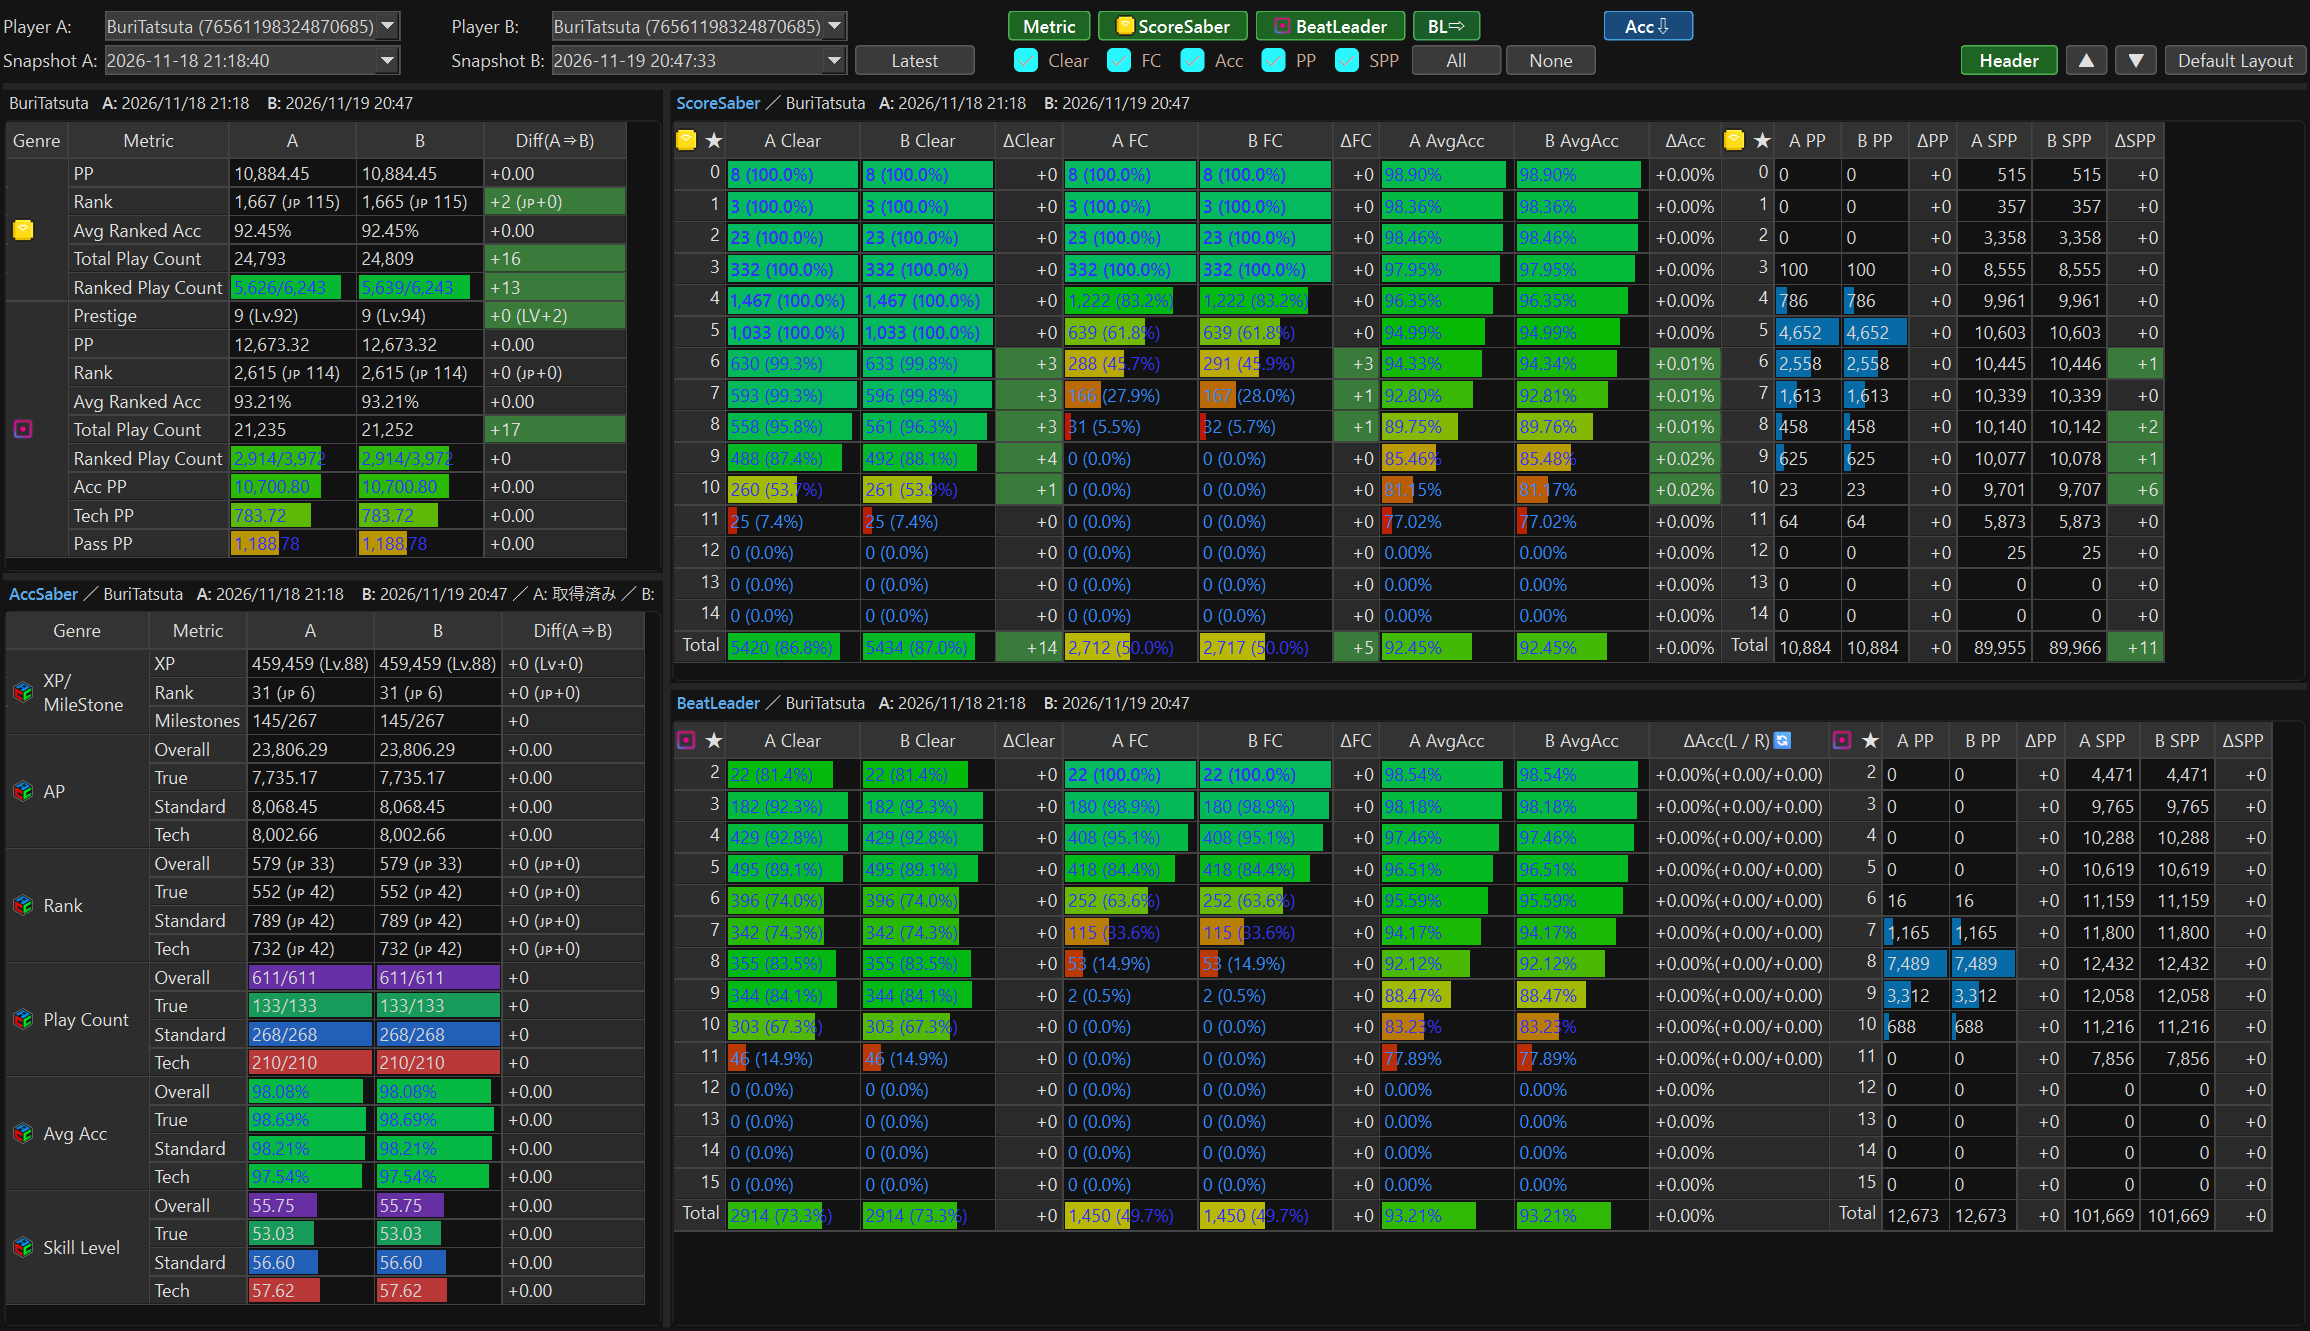 Player A: BuriTatsuta (76561198324870685) Player B: BuriTatsuta (76561198324870685) Metric ScoreSaber BeatLeader BL⇨ Acc⇩
Snapshot A: 2026-11-18 21:18:40 Snapshot B: 2026-11-19 20:47:33 Latest Clear FC Acc PP SPP All None Header ▲ ▼ Default Layout
BuriTatsuta A: 2026/11/18 21:18 B: 2026/11/19 20:47
Genre Metric A B Diff(A⇒B)
PP 10,884.45 10,884.45 +0.00
Rank 1,667 (JP 115) 1,665 (JP 115) +2 (JP+0)
Avg Ranked Acc 92.45% 92.45% +0.00
Total Play Count 24,793 24,809 +16
Ranked Play Count 5,626/6,243 5,639/6,243 +13
Prestige 9 (Lv.92) 9 (Lv.94) +0 (LV+2)
PP 12,673.32 12,673.32 +0.00
Rank 2,615 (JP 114) 2,615 (JP 114) +0 (JP+0)
Avg Ranked Acc 93.21% 93.21% +0.00
Total Play Count 21,235 21,252 +17
Ranked Play Count 2,914/3,972 2,914/3,972 +0
Acc PP 10,700.80 10,700.80 +0.00
Tech PP 783.72 783.72 +0.00
Pass PP 1,188.78 1,188.78 +0.00
AccSaber ／ BuriTatsuta A: 2026/11/18 21:18 B: 2026/11/19 20:47 ／ A: 取得済み ／ B:
Genre Metric A B Diff(A⇒B)
XP/
MileStone
XP 459,459 (Lv.88) 459,459 (Lv.88) +0 (Lv+0)
Rank 31 (JP 6) 31 (JP 6) +0 (JP+0)
Milestones 145/267 145/267 +0
AP
Overall 23,806.29 23,806.29 +0.00
True 7,735.17 7,735.17 +0.00
Standard 8,068.45 8,068.45 +0.00
Tech 8,002.66 8,002.66 +0.00
Rank
Overall 579 (JP 33) 579 (JP 33) +0 (JP+0)
True 552 (JP 42) 552 (JP 42) +0 (JP+0)
Standard 789 (JP 42) 789 (JP 42) +0 (JP+0)
Tech 732 (JP 42) 732 (JP 42) +0 (JP+0)
Play Count
Overall 611/611 611/611 +0
True 133/133 133/133 +0
Standard 268/268 268/268 +0
Tech 210/210 210/210 +0
Avg Acc
Overall 98.08% 98.08% +0.00
True 98.69% 98.69% +0.00
Standard 98.21% 98.21% +0.00
Tech 97.54% 97.54% +0.00
Skill Level
Overall 55.75 55.75 +0.00
True 53.03 53.03 +0.00
Standard 56.60 56.60 +0.00
Tech 57.62 57.62 +0.00
ScoreSaber ／ BuriTatsuta A: 2026/11/18 21:18 B: 2026/11/19 20:47
★ A Clear B Clear ΔClear A FC B FC ΔFC A AvgAcc B AvgAcc ΔAcc ★ A PP B PP ΔPP A SPP B SPP ΔSPP
0 8 (100.0%) 8 (100.0%) +0 8 (100.0%) 8 (100.0%) +0 98.90% 98.90% +0.00% 0 0 0 +0 515 515 +0
1 3 (100.0%) 3 (100.0%) +0 3 (100.0%) 3 (100.0%) +0 98.36% 98.36% +0.00% 1 0 0 +0 357 357 +0
2 23 (100.0%) 23 (100.0%) +0 23 (100.0%) 23 (100.0%) +0 98.46% 98.46% +0.00% 2 0 0 +0 3,358 3,358 +0
3 332 (100.0%) 332 (100.0%) +0 332 (100.0%) 332 (100.0%) +0 97.95% 97.95% +0.00% 3 100 100 +0 8,555 8,555 +0
4 1,467 (100.0%) 1,467 (100.0%) +0 1,222 (83.2%) 1,222 (83.2%) +0 96.35% 96.35% +0.00% 4 786 786 +0 9,961 9,961 +0
5 1,033 (100.0%) 1,033 (100.0%) +0 639 (61.8%) 639 (61.8%) +0 94.99% 94.99% +0.00% 5 4,652 4,652 +0 10,603 10,603 +0
6 630 (99.3%) 633 (99.8%) +3 288 (45.7%) 291 (45.9%) +3 94.33% 94.34% +0.01% 6 2,558 2,558 +0 10,445 10,446 +1
7 593 (99.3%) 596 (99.8%) +3 166 (27.9%) 167 (28.0%) +1 92.80% 92.81% +0.01% 7 1,613 1,613 +0 10,339 10,339 +0
8 558 (95.8%) 561 (96.3%) +3 31 (5.5%) 32 (5.7%) +1 89.75% 89.76% +0.01% 8 458 458 +0 10,140 10,142 +2
9 488 (87.4%) 492 (88.1%) +4 0 (0.0%) 0 (0.0%) +0 85.46% 85.48% +0.02% 9 625 625 +0 10,077 10,078 +1
10 260 (53.7%) 261 (53.9%) +1 0 (0.0%) 0 (0.0%) +0 81.15% 81.17% +0.02% 10 23 23 +0 9,701 9,707 +6
11 25 (7.4%) 25 (7.4%) +0 0 (0.0%) 0 (0.0%) +0 77.02% 77.02% +0.00% 11 64 64 +0 5,873 5,873 +0
12 0 (0.0%) 0 (0.0%) +0 0 (0.0%) 0 (0.0%) +0 0.00% 0.00% +0.00% 12 0 0 +0 25 25 +0
13 0 (0.0%) 0 (0.0%) +0 0 (0.0%) 0 (0.0%) +0 0.00% 0.00% +0.00% 13 0 0 +0 0 0 +0
14 0 (0.0%) 0 (0.0%) +0 0 (0.0%) 0 (0.0%) +0 0.00% 0.00% +0.00% 14 0 0 +0 0 0 +0
Total 5420 (86.8%) 5434 (87.0%) +14 2,712 (50.0%) 2,717 (50.0%) +5 92.45% 92.45% +0.00% Total 10,884 10,884 +0 89,955 89,966 +11
BeatLeader ／ BuriTatsuta A: 2026/11/18 21:18 B: 2026/11/19 20:47
★ A Clear B Clear ΔClear A FC B FC ΔFC A AvgAcc B AvgAcc ΔAcc(L / R) ★ A PP B PP ΔPP A SPP B SPP ΔSPP
2 22 (81.4%) 22 (81.4%) +0 22 (100.0%) 22 (100.0%) +0 98.54% 98.54% +0.00%(+0.00/+0.00) 2 0 0 +0 4,471 4,471 +0
3 182 (92.3%) 182 (92.3%) +0 180 (98.9%) 180 (98.9%) +0 98.18% 98.18% +0.00%(+0.00/+0.00) 3 0 0 +0 9,765 9,765 +0
4 429 (92.8%) 429 (92.8%) +0 408 (95.1%) 408 (95.1%) +0 97.46% 97.46% +0.00%(+0.00/+0.00) 4 0 0 +0 10,288 10,288 +0
5 495 (89.1%) 495 (89.1%) +0 418 (84.4%) 418 (84.4%) +0 96.51% 96.51% +0.00%(+0.00/+0.00) 5 0 0 +0 10,619 10,619 +0
6 396 (74.0%) 396 (74.0%) +0 252 (63.6%) 252 (63.6%) +0 95.59% 95.59% +0.00%(+0.00/+0.00) 6 16 16 +0 11,159 11,159 +0
7 342 (74.3%) 342 (74.3%) +0 115 (33.6%) 115 (33.6%) +0 94.17% 94.17% +0.00%(+0.00/+0.00) 7 1,165 1,165 +0 11,800 11,800 +0
8 355 (83.5%) 355 (83.5%) +0 53 (14.9%) 53 (14.9%) +0 92.12% 92.12% +0.00%(+0.00/+0.00) 8 7,489 7,489 +0 12,432 12,432 +0
9 344 (84.1%) 344 (84.1%) +0 2 (0.5%) 2 (0.5%) +0 88.47% 88.47% +0.00%(+0.00/+0.00) 9 3,312 3,312 +0 12,058 12,058 +0
10 303 (67.3%) 303 (67.3%) +0 0 (0.0%) 0 (0.0%) +0 83.23% 83.23% +0.00%(+0.00/+0.00) 10 688 688 +0 11,216 11,216 +0
11 46 (14.9%) 46 (14.9%) +0 0 (0.0%) 0 (0.0%) +0 77.89% 77.89% +0.00%(+0.00/+0.00) 11 0 0 +0 7,856 7,856 +0
12 0 (0.0%) 0 (0.0%) +0 0 (0.0%) 0 (0.0%) +0 0.00% 0.00% +0.00% 12 0 0 +0 0 0 +0
13 0 (0.0%) 0 (0.0%) +0 0 (0.0%) 0 (0.0%) +0 0.00% 0.00% +0.00% 13 0 0 +0 0 0 +0
14 0 (0.0%) 0 (0.0%) +0 0 (0.0%) 0 (0.0%) +0 0.00% 0.00% +0.00% 14 0 0 +0 0 0 +0
15 0 (0.0%) 0 (0.0%) +0 0 (0.0%) 0 (0.0%) +0 0.00% 0.00% +0.00% 15 0 0 +0 0 0 +0
Total 2914 (73.3%) 2914 (73.3%) +0 1,450 (49.7%) 1,450 (49.7%) +0 93.21% 93.21% +0.00% Total 12,673 12,673 +0 101,669 101,669 +0